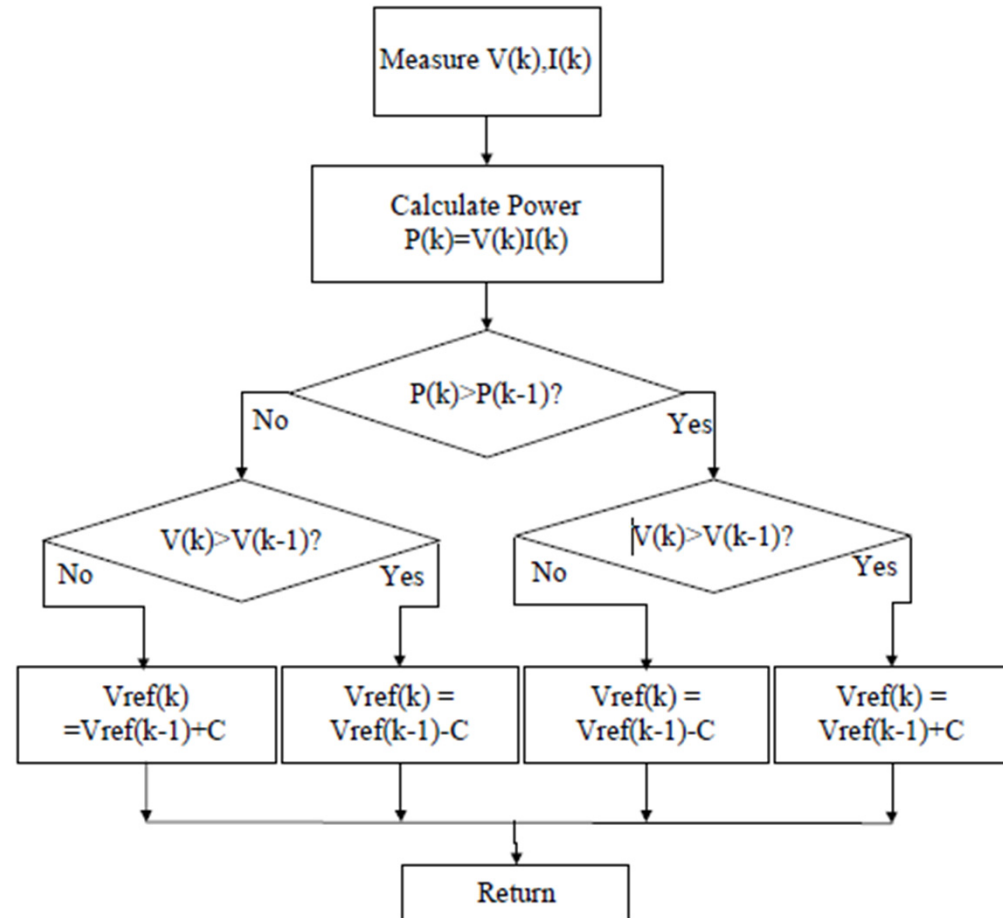 Measure V(k),I(k)
Calculate Power
P(k)=V(k)I(k)
P(k)>P(k-1)?
No
Yes
V(k)>V(k-1)?
V(k)>V(k-1)?
No
Yes
No
Yes
Vref(k)
=Vref(k-1)+C
Vref(k) =
Vref(k-1)-C
Vref(k) =
Vref(k-1)-C
Vref(k) =
Vref(k-1)+C
Return